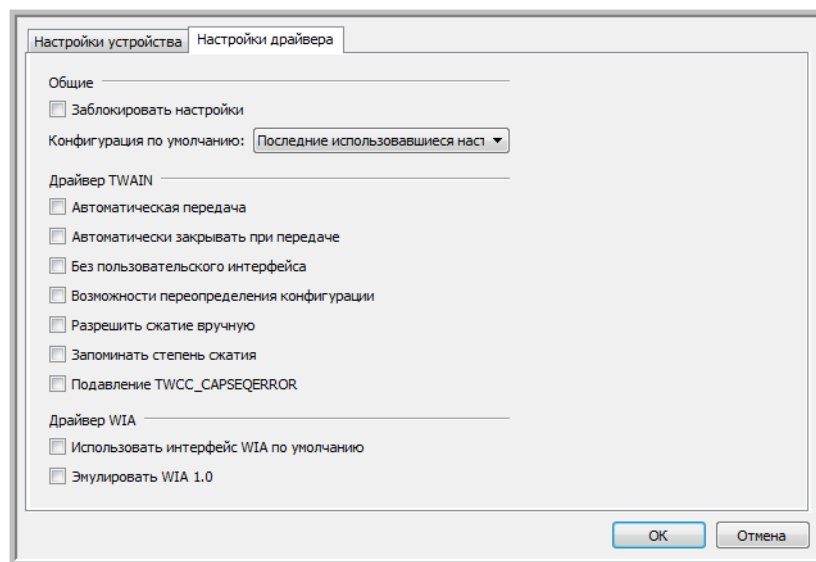 Настройки устройства
Настройки драйвера
Общие
Заблокировать настройки
Конфигурация по умолчанию: Последние использовавшиеся наст
Драйвер TWAIN
Автоматическая передача
Автоматически закрывать при передаче
Без пользовательского интерфейса
Возможности переопределения конфигурации
Разрешить сжатие вручную
Запоминать степень сжатия
Подавление TWCC_CAPSEQERROR
Драйвер WIA
Использовать интерфейс WIA по умолчанию
Эмулировать WIA 1.0
OK
Отмена